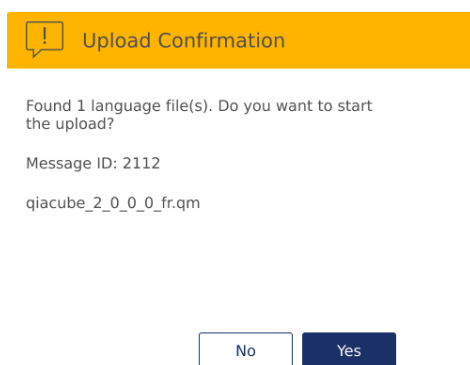 !
Upload Confirmation
Found 1 language file(s). Do you want to start
the upload?
Message ID: 2112
qiacube_2_0_0_0_fr.qm
No
Yes